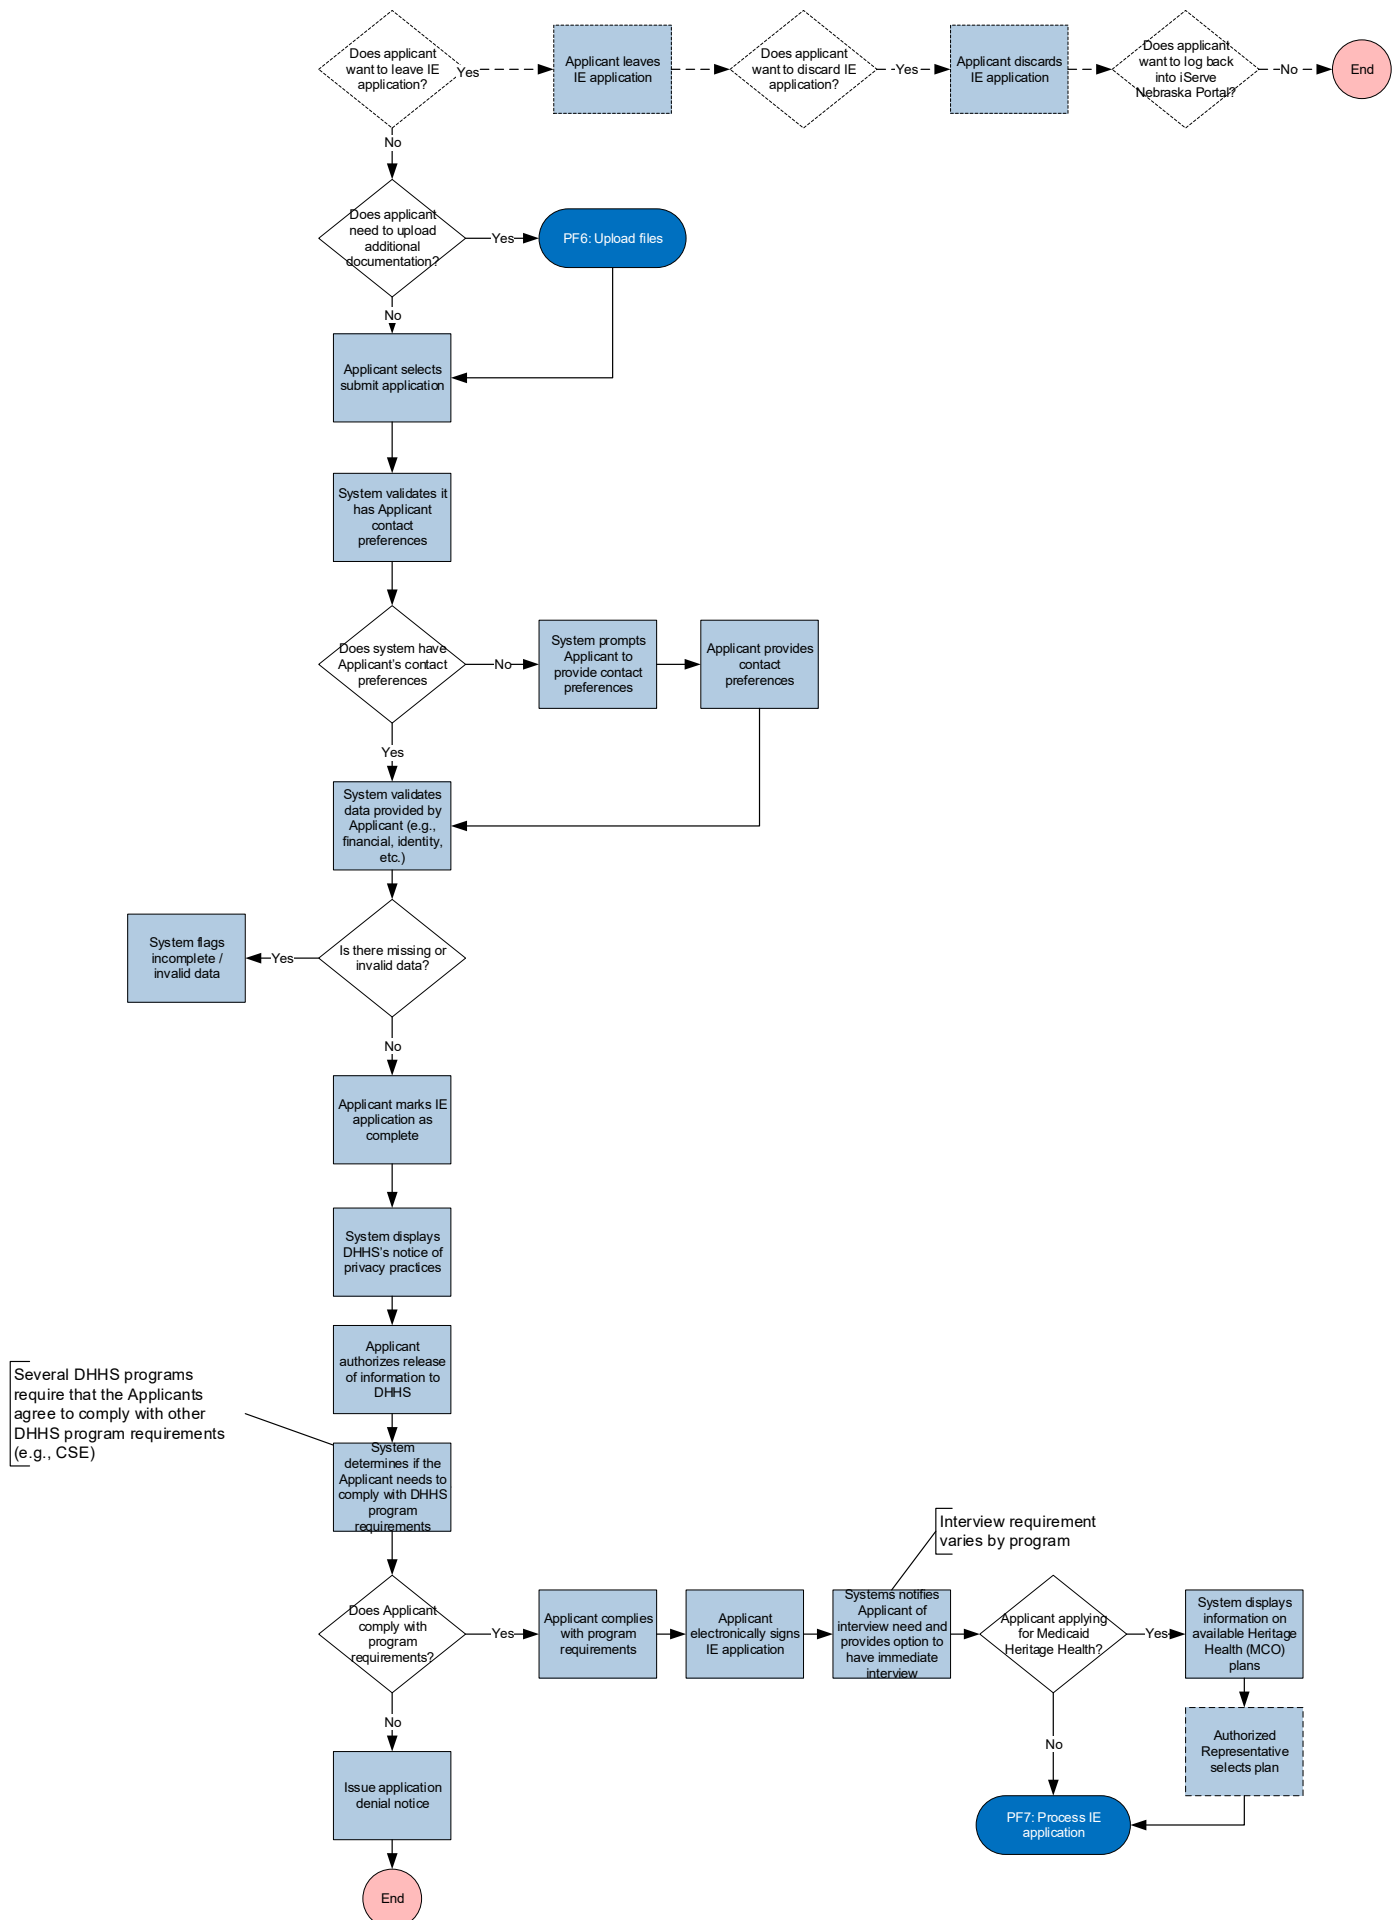 Does applicant
want to leave IE
application?
Yes
Applicant leaves
IE application
Does applicant
want to discard IE
application?
Yes
Applicant discards
IE application
Does applicant
want to log back
into iServe
Nebraska Portal?
No
End
No
Does applicant
need to upload
additional
documentation?
Yes
PF6: Upload files
No
Applicant selects
submit application
System validates it
has Applicant
contact
preferences
Does system have
Applicant's contact
preferences
No
System prompts
Applicant to
provide contact
preferences
Applicant provides
contact
preferences
Yes
System validates
data provided by
Applicant (e.g.,
financial, identity,
etc.)
Is there missing or
invalid data?
Yes
System flags
incomplete /
invalid data
No
Applicant marks IE
application as
complete
System displays
DHHS's notice of
privacy practices
Applicant
authorizes release
of information to
DHHS
Several DHHS programs
require that the Applicants
agree to comply with other
DHHS program requirements
(e.g., CSE)
System
determines if the
Applicant needs to
comply with DHHS
program
requirements
Does Applicant
comply with
program
requirements?
Yes
Applicant complies
with program
requirements
Applicant
electronically signs
IE application
Interview requirement
varies by program
Systems notifies
Applicant of
interview need and
provides option to
have immediate
interview
Applicant applying
for Medicaid
Heritage Health?
Yes
System displays
information on
available Heritage
Health (MCO)
plans
Authorized
Representative
selects plan
No
PF7: Process IE
application
No
Issue application
denial notice
End